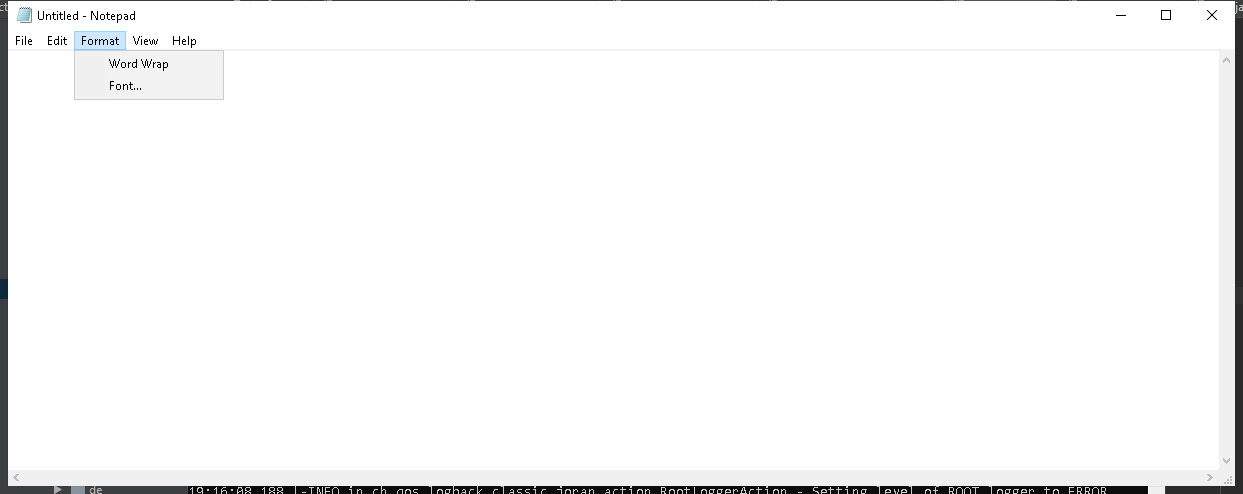 Untitled - Notepad
File Edit Format View Help
Word Wrap
Font...
de
19:16:08,188 |-INFO in ch.qos.logback.classic.joran.action.RootLoggerAction - Setting level of ROOT logger to ERROR